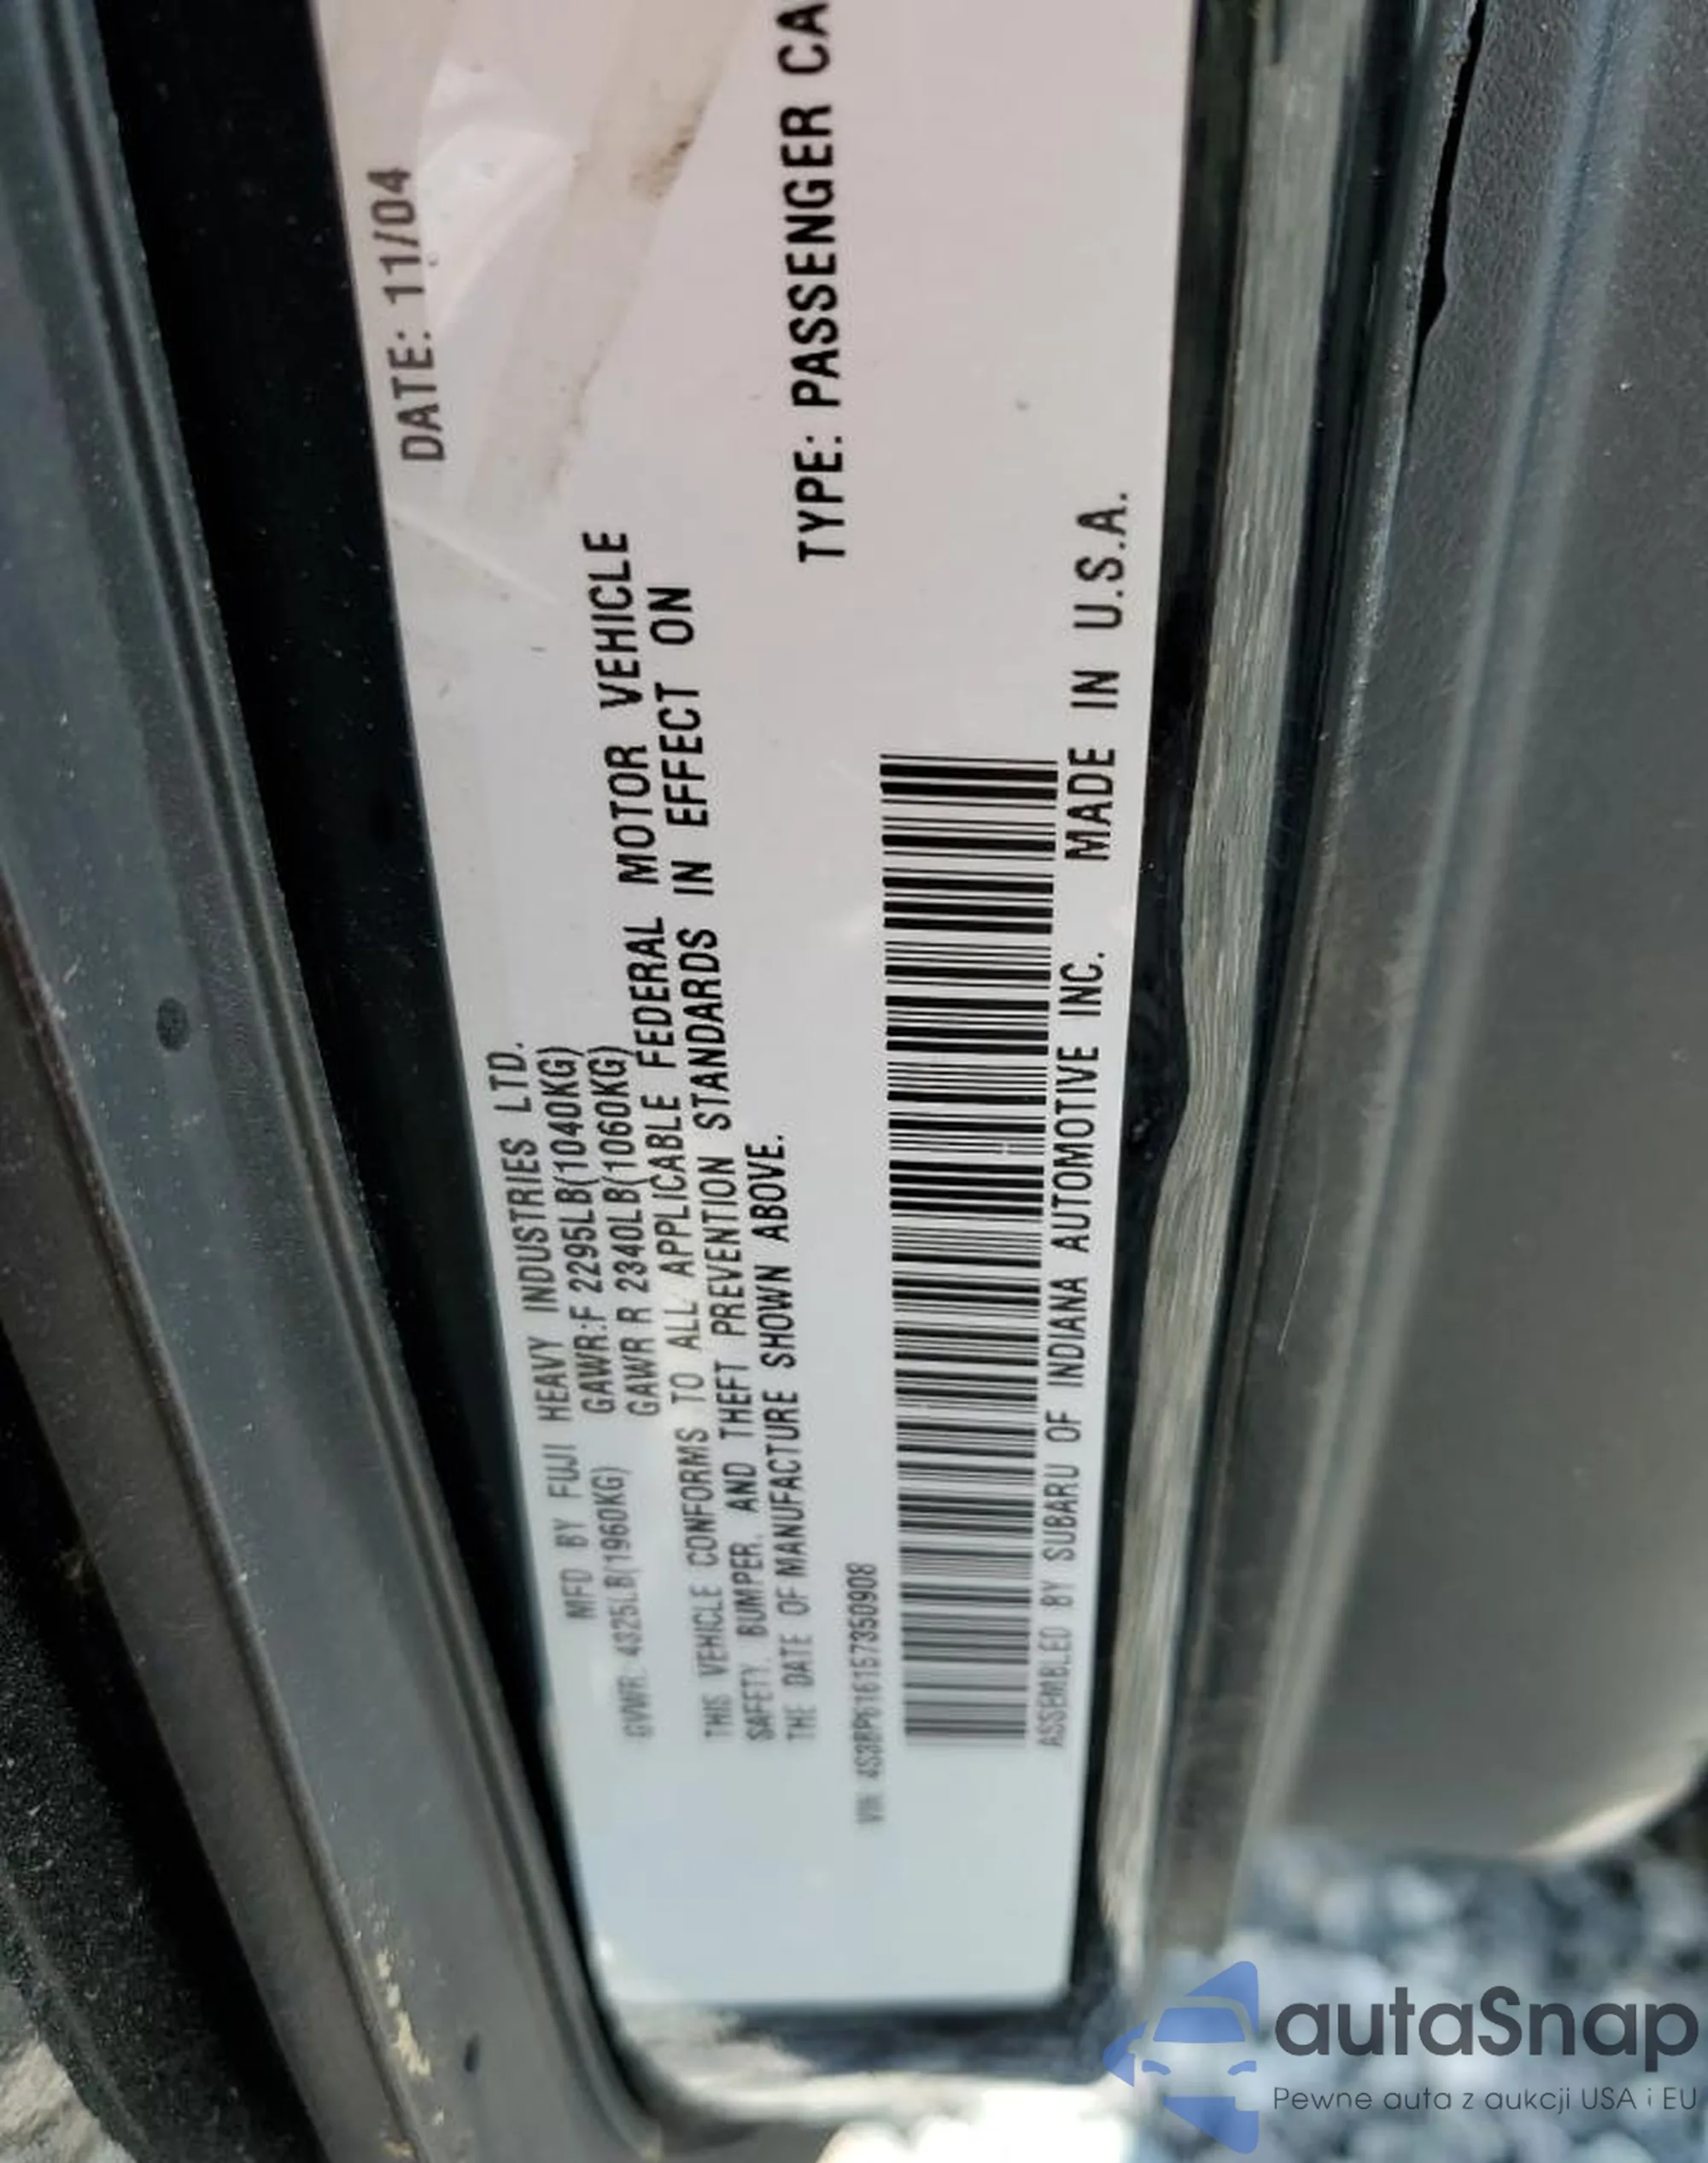 MFD BY FUJI HEAVY INDUSTRIES LTD. DATE: 11/04
GVWR: 4325LB(1960KG) GAWR:F 2295LB(1040KG)
GAWR R 2340LB(1060KG)
THIS VEHICLE CONFORMS TO ALL APPLICABLE FEDERAL MOTOR VEHICLE
SAFETY, BUMPER, AND THEFT PREVENTION STANDARDS IN EFFECT ON
THE DATE OF MANUFACTURE SHOWN ABOVE.
VIN: 4S3BP616157350908 TYPE: PASSENGER CA
ASSEMBLED BY SUBARU OF INDIANA AUTOMOTIVE INC. MADE IN U.S.A.
autaSnap
Pewne auta z aukcji USA i EU